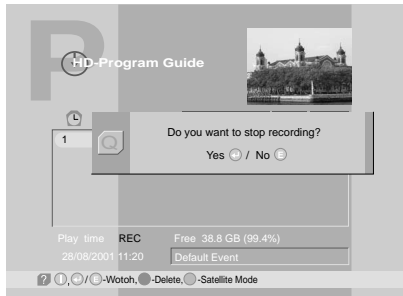 P
HD-Program Guide
1
Do you want to stop recording?
Yes / No E
Play time REC Free 38.8 GB (99.4%)
28/08/2001 11:20 Default Event
? , / E -Wotoh, -Delete, -Satellite Mode